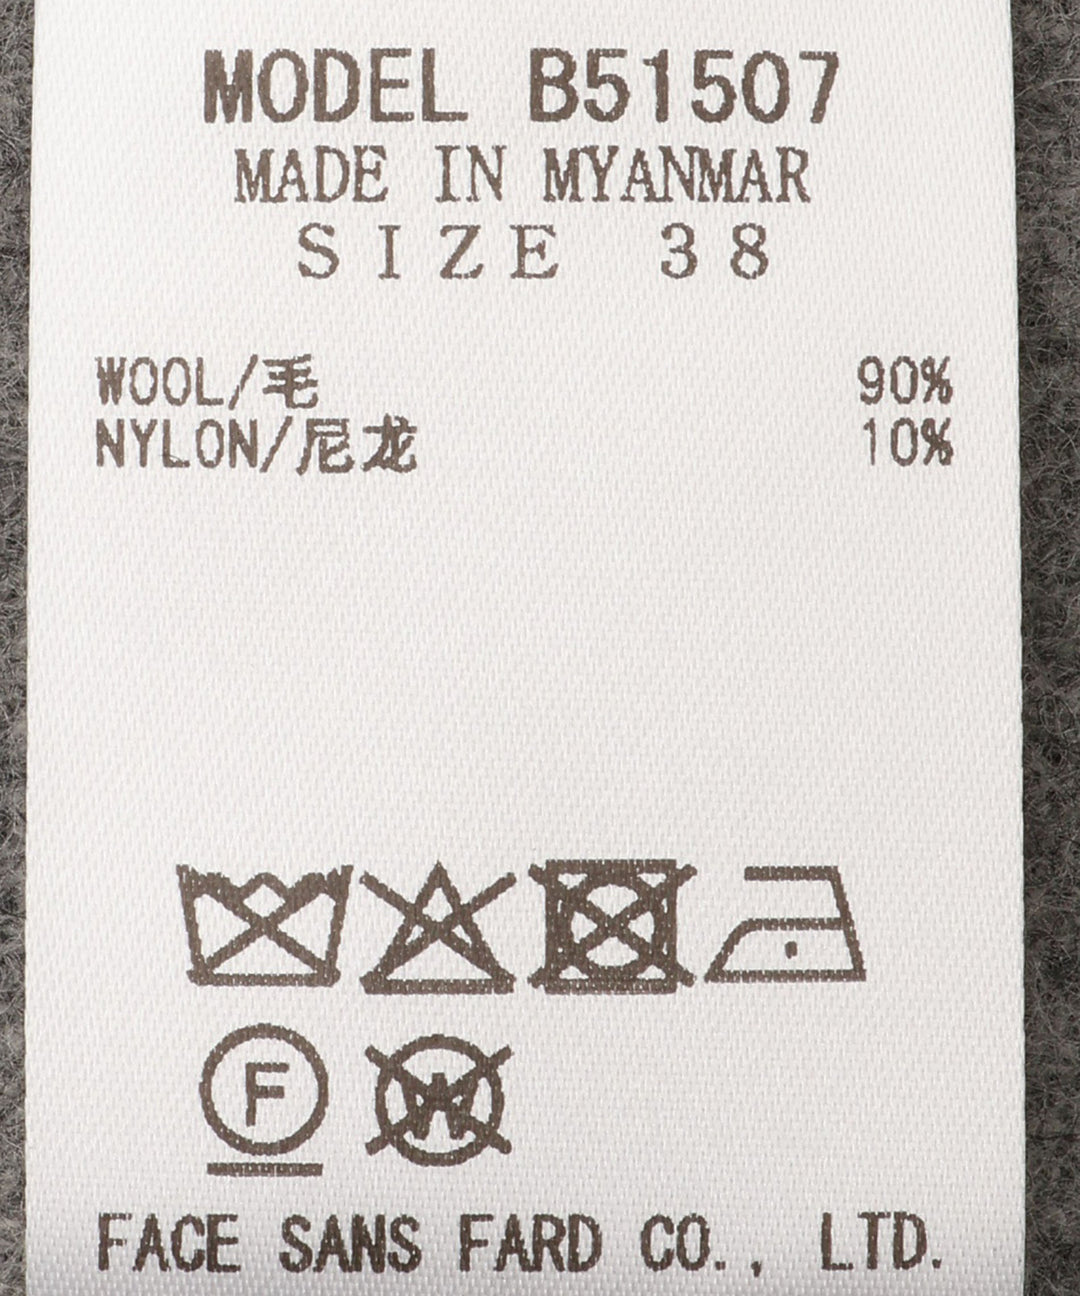 MODEL B51507
MADE IN MYANMAR
SIZE 38
WOOL/毛 90%
NYLON/尼龙 10%
F
W
FACE SANS FARD CO., LTD.